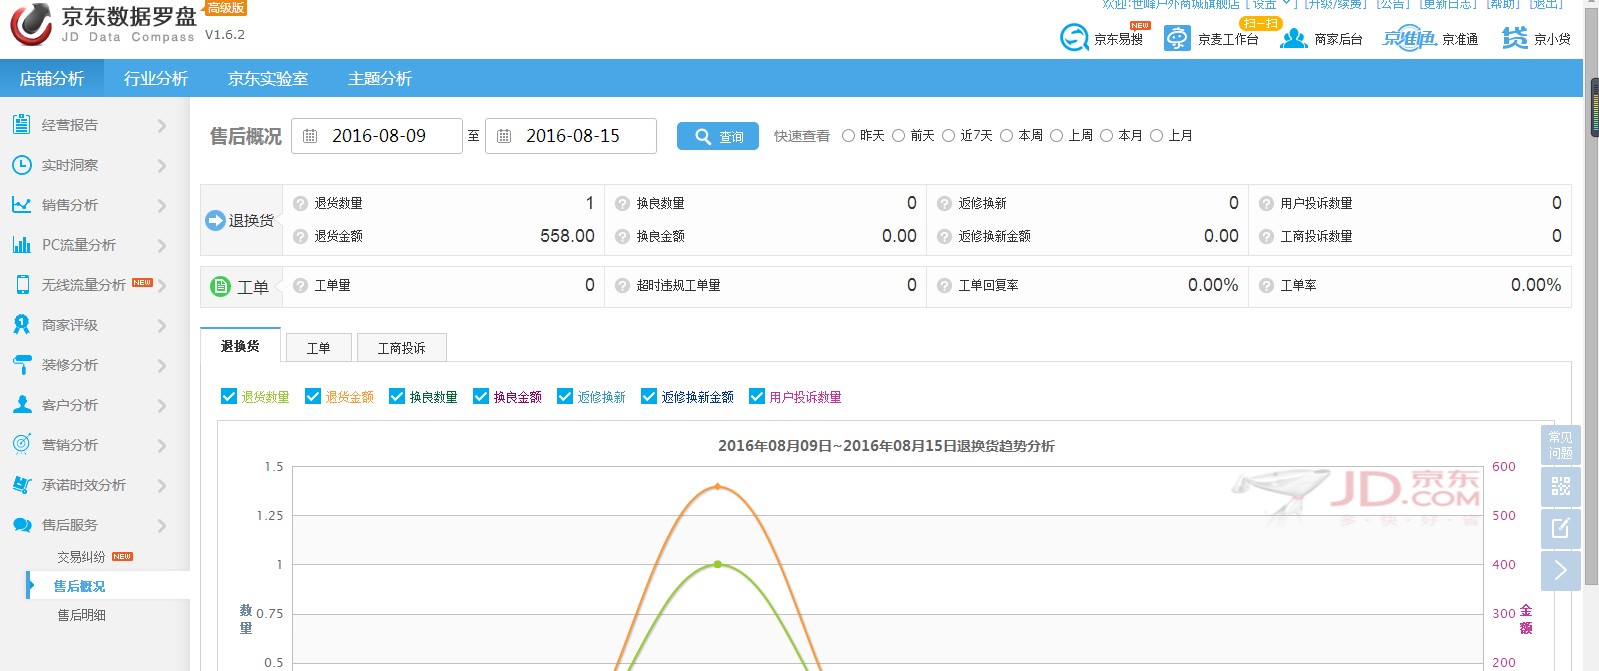 欢迎:世峰户外商城旗舰店 [ 设置 ] [升级/续费] [公告] [更新日志] [帮助] [退出]
京东数据罗盘 高级版
JD Data Compass V1.6.2
京东易搜 NEW 京麦工作台 扫一扫 商家后台 京准通 京准通 贷 京小贷
店铺分析 行业分析 京东实验室 主题分析
经营报告
实时洞察
销售分析
PC流量分析
无线流量分析 NEW
商家评级
装修分析
客户分析
营销分析
承诺时效分析
售后服务
交易纠纷 NEW
售后概况
售后明细
售后概况 2016-08-09 至 2016-08-15 查询 快速查看 昨天 前天 近7天 本周 上周 本月 上月
退换货
退货数量 1 换良数量 0 返修换新 0 用户投诉数量 0
退货金额 558.00 换良金额 0.00 返修换新金额 0.00 工商投诉数量 0
工单 工单量 0 超时违规工单量 0 工单回复率 0.00% 工单率 0.00%
退换货 工单 工商投诉
退货数量 退货金额 换良数量 换良金额 返修换新 返修换新金额 用户投诉数量
2016年08月09日~2016年08月15日退换货趋势分析
JD京东.COM
多·快·好·省
1.5
1.25
1
0.75
0.5
数量
600
500
400
300
200
金额
常见
问题